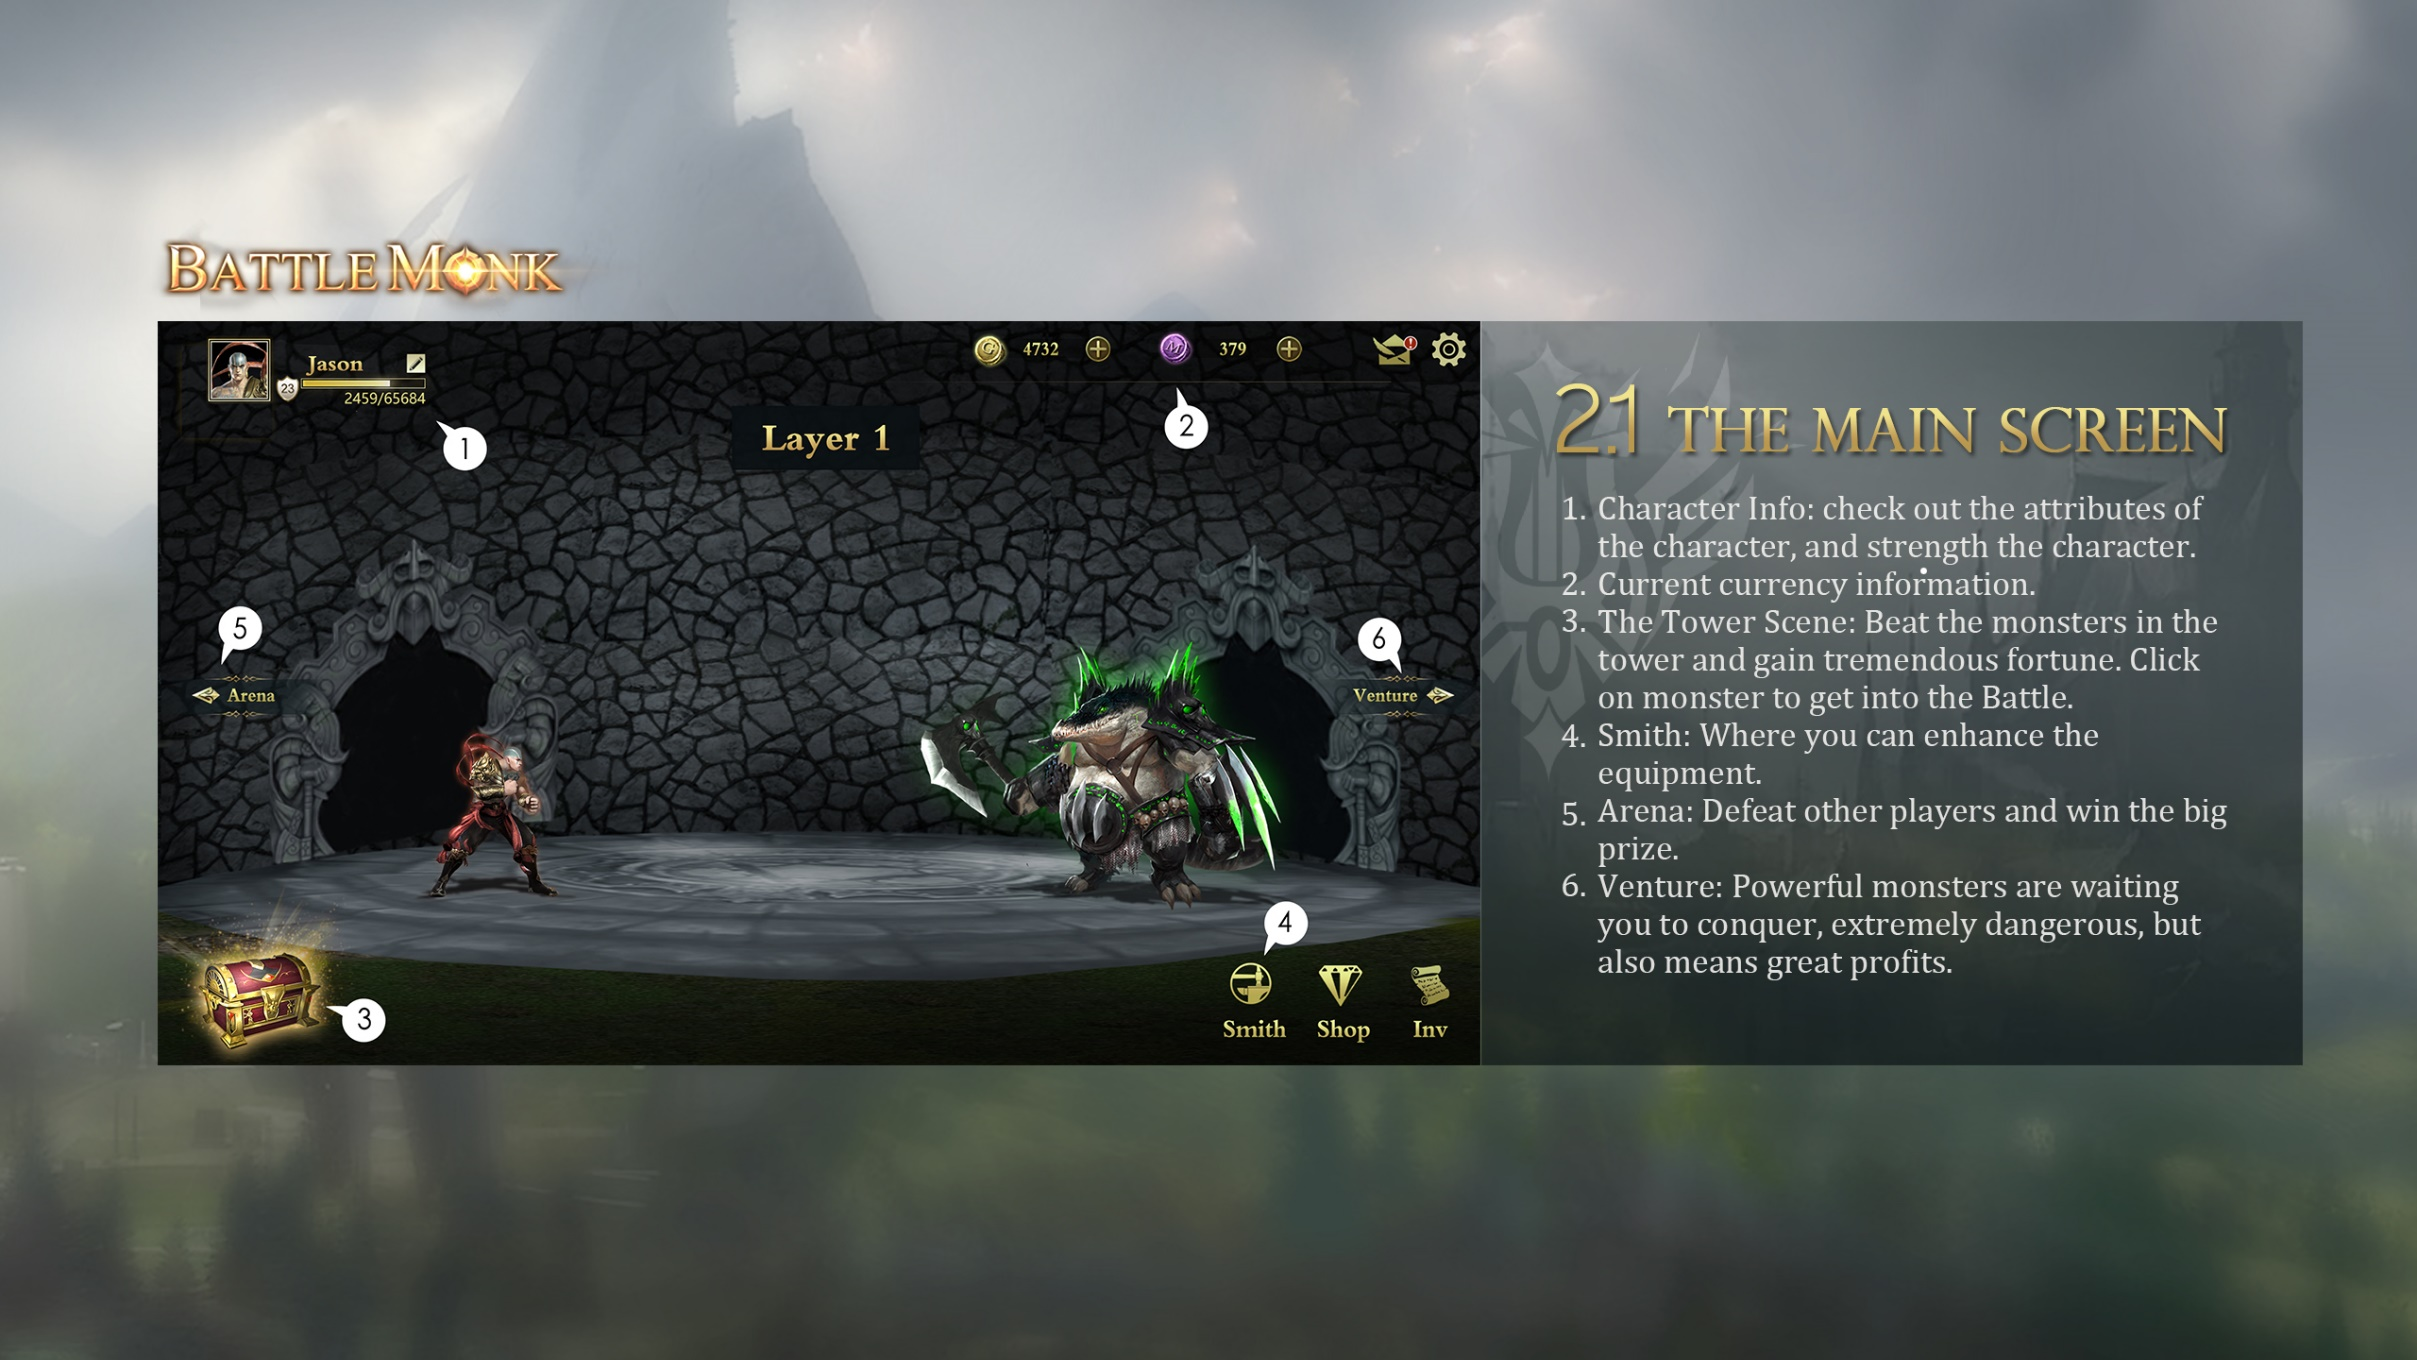 BATTLE MONK
Jason
23
2459/65684
4732
379
Layer 1
1
2
5
Arena
6
Venture
4
3
Smith
Shop
Inv
2.1 THE MAIN SCREEN
1. Character Info: check out the attributes of
the character, and strength the character.
2. Current currency information.
3. The Tower Scene: Beat the monsters in the
tower and gain tremendous fortune. Click
on monster to get into the Battle.
4. Smith: Where you can enhance the
equipment.
5. Arena: Defeat other players and win the big
prize.
6. Venture: Powerful monsters are waiting
you to conquer, extremely dangerous, but
also means great profits.